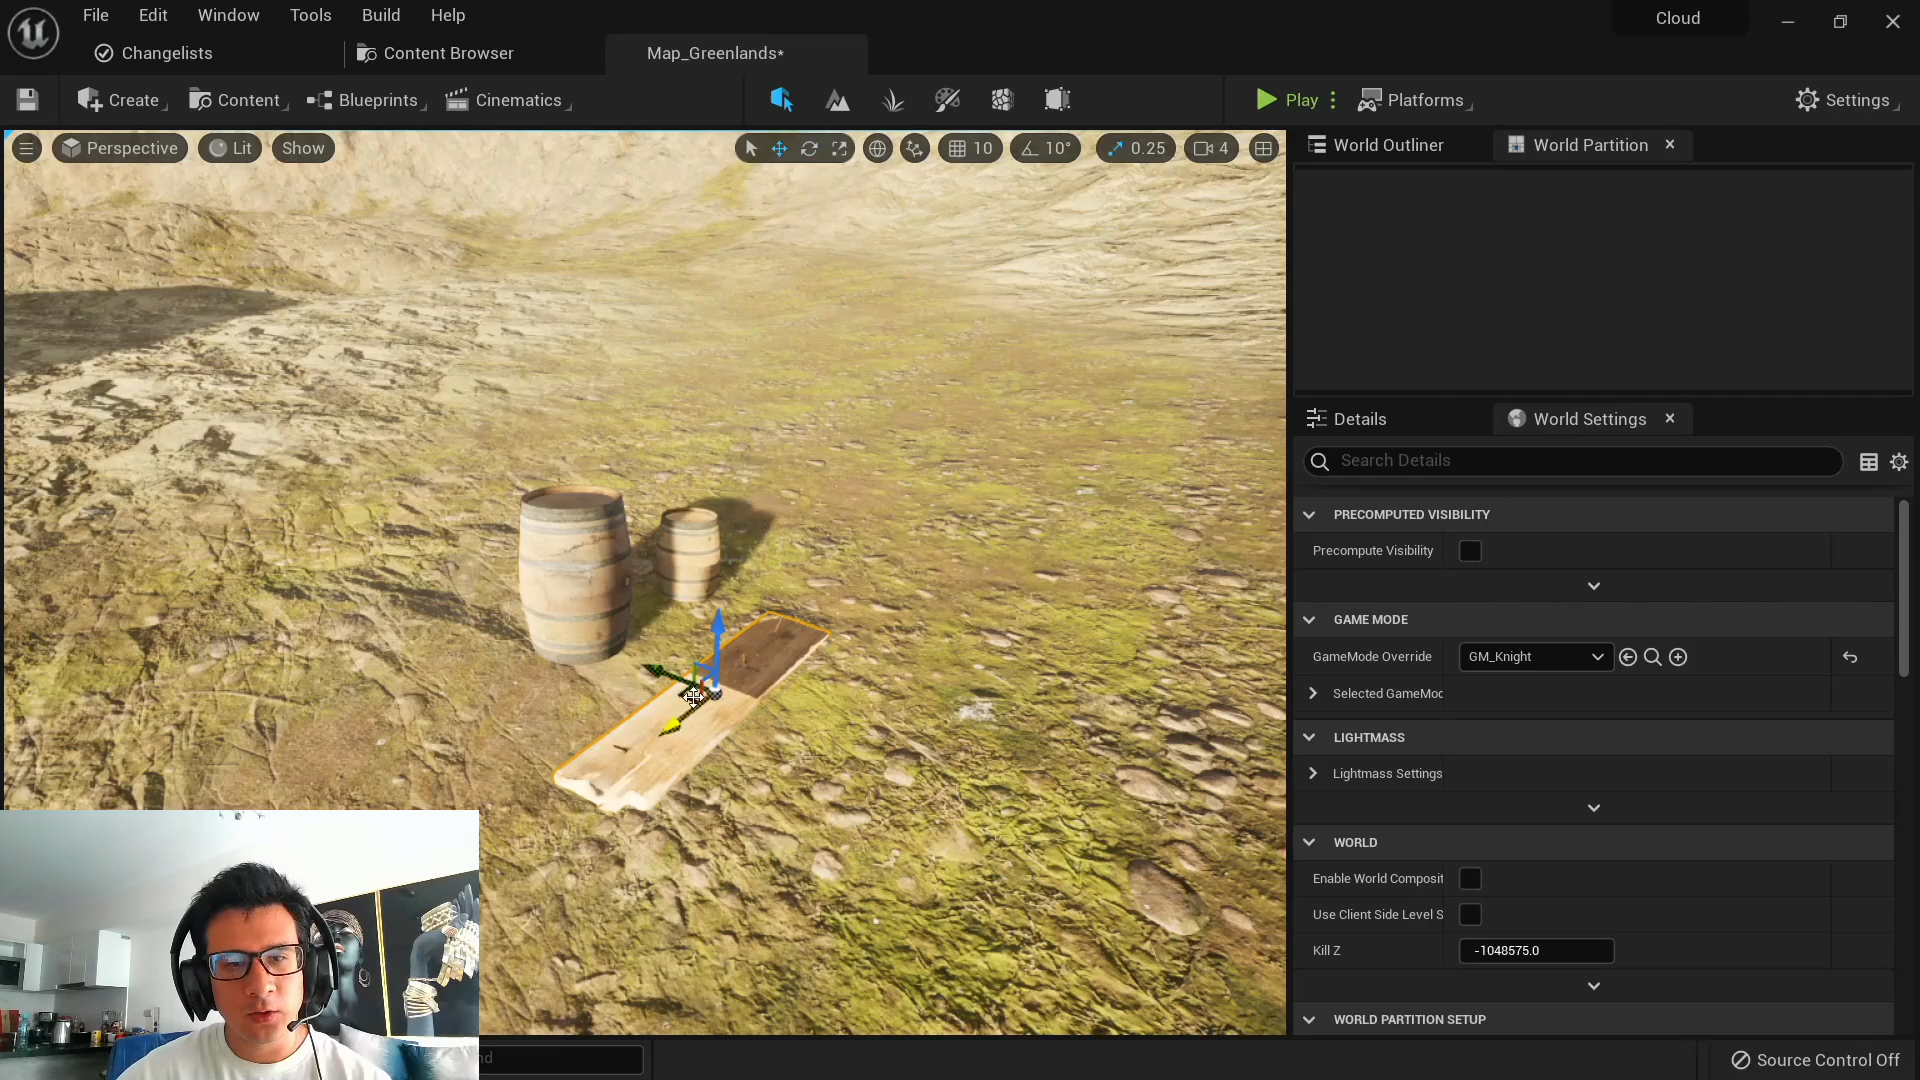 File Edit Window Tools Build Help
Cloud
Changelists Content Browser Map_Greenlands*
Create Content Blueprints Cinematics Play Platforms Settings
Perspective Lit Show 10 10° 0.25 4
World Outliner World Partition
Details World Settings
Search Details
PRECOMPUTED VISIBILITY
Precompute Visibility
GAME MODE
GameMode Override GM_Knight
Selected GameMoc
LIGHTMASS
Lightmass Settings
WORLD
Enable World Composit
Use Client Side Level S
Kill Z -1048575.0
WORLD PARTITION SETUP
nd
Source Control Off